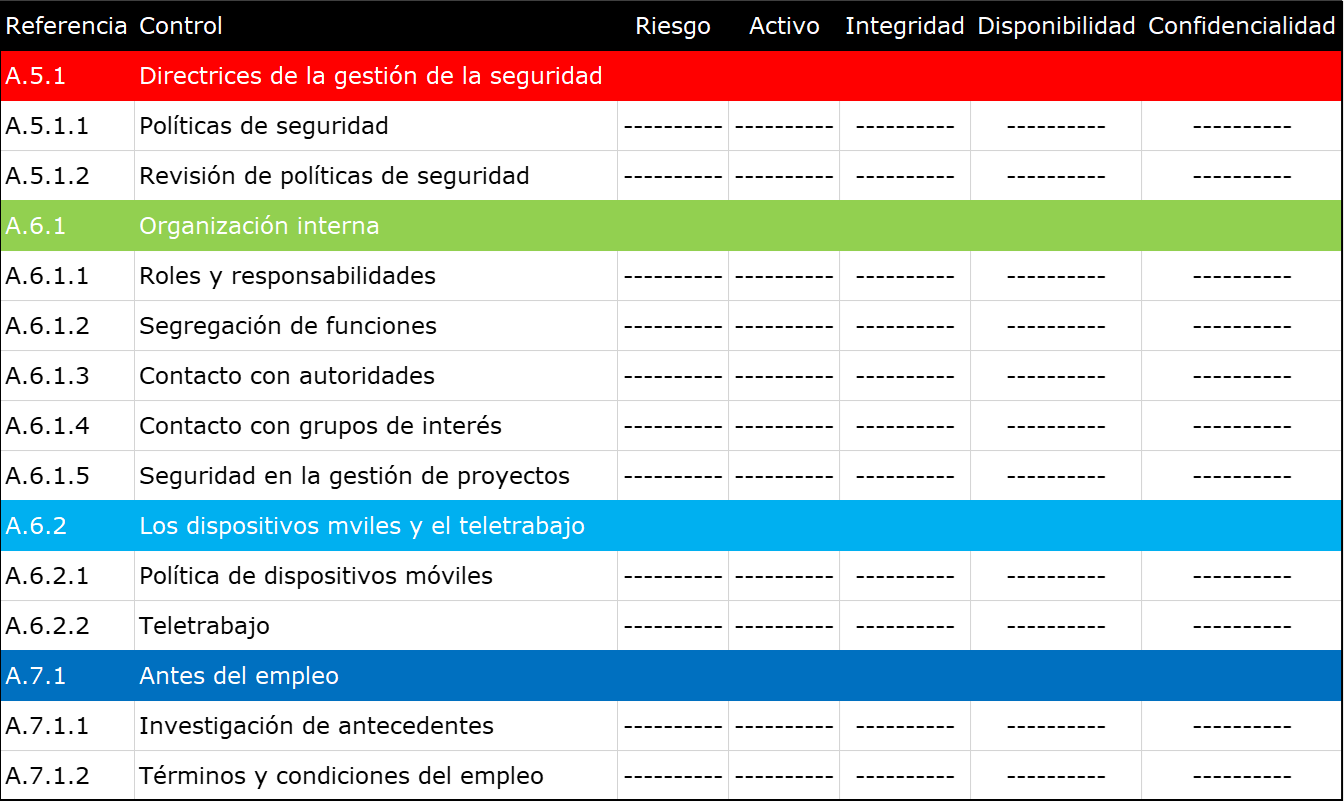 Referencia Control Riesgo Activo Integridad Disponibilidad Confidencialidad
A.5.1 Directrices de la gestión de la seguridad
A.5.1.1 Políticas de seguridad ---------- ---------- ---------- ---------- ----------
A.5.1.2 Revisión de políticas de seguridad ---------- ---------- ---------- ---------- ----------
A.6.1 Organización interna
A.6.1.1 Roles y responsabilidades ---------- ---------- ---------- ---------- ----------
A.6.1.2 Segregación de funciones ---------- ---------- ---------- ---------- ----------
A.6.1.3 Contacto con autoridades ---------- ---------- ---------- ---------- ----------
A.6.1.4 Contacto con grupos de interés ---------- ---------- ---------- ---------- ----------
A.6.1.5 Seguridad en la gestión de proyectos ---------- ---------- ---------- ---------- ----------
A.6.2 Los dispositivos mviles y el teletrabajo
A.6.2.1 Política de dispositivos móviles ---------- ---------- ---------- ---------- ----------
A.6.2.2 Teletrabajo ---------- ---------- ---------- ---------- ----------
A.7.1 Antes del empleo
A.7.1.1 Investigación de antecedentes ---------- ---------- ---------- ---------- ----------
A.7.1.2 Términos y condiciones del empleo ---------- ---------- ---------- ---------- ----------